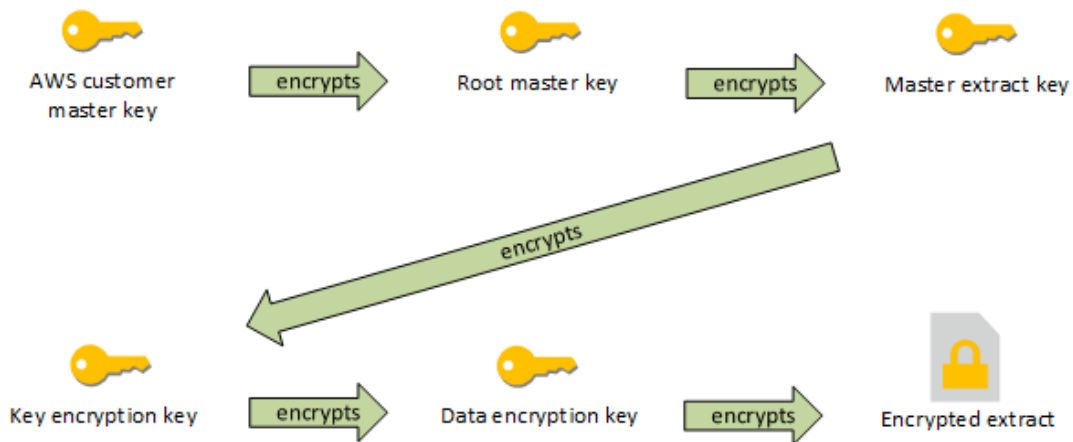 AWS customer
master key
encrypts
Root master key
encrypts
Master extract key
encrypts
Key encryption key
encrypts
Data encryption key
encrypts
Encrypted extract